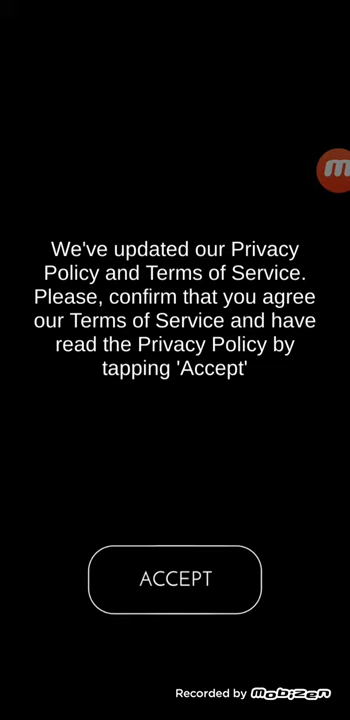 We've updated our Privacy
Policy and Terms of Service.
Please, confirm that you agree
our Terms of Service and have
read the Privacy Policy by
tapping 'Accept'
ACCEPT
Recorded by mobizen